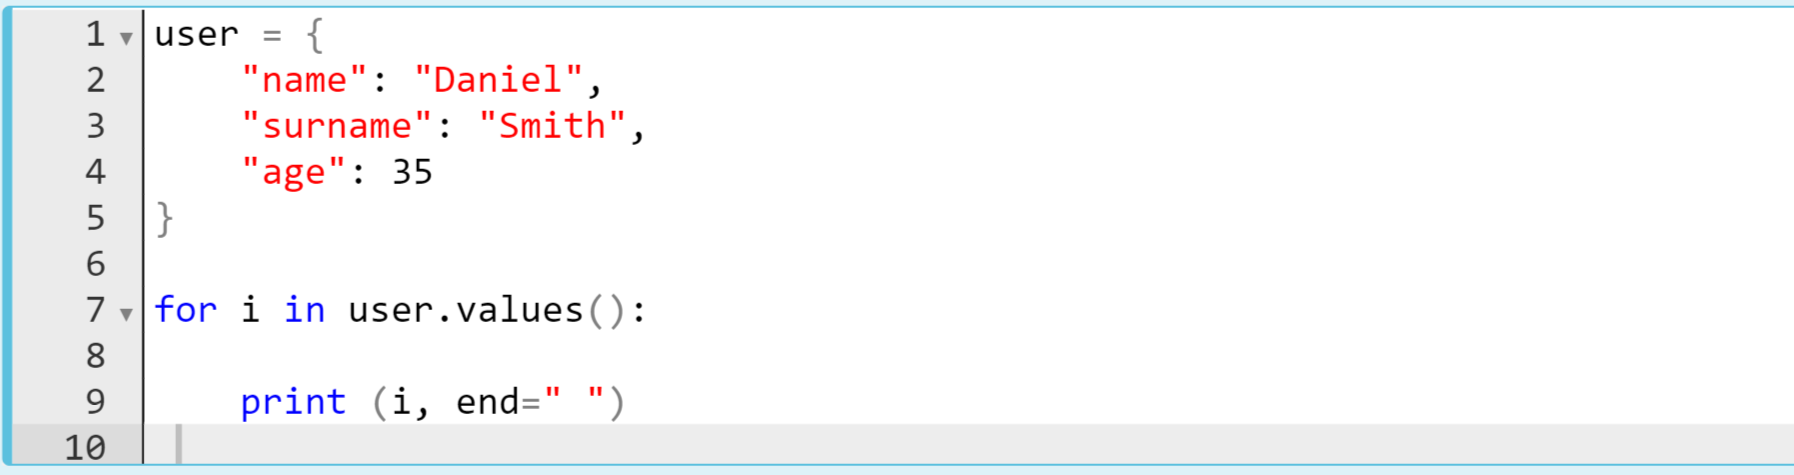 1 user = {
2     "name": "Daniel",
3     "surname": "Smith",
4     "age": 35
5 }
6
7 for i in user.values():
8
9     print (i, end=" ")
10